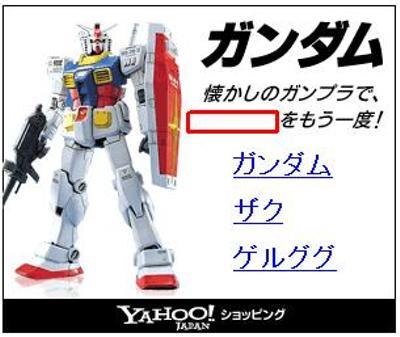 ガンダム
懐かしのガンプラで、
をもう一度!
ガンダム
ザク
ゲルググ
YAHOO! JAPAN ショッピング